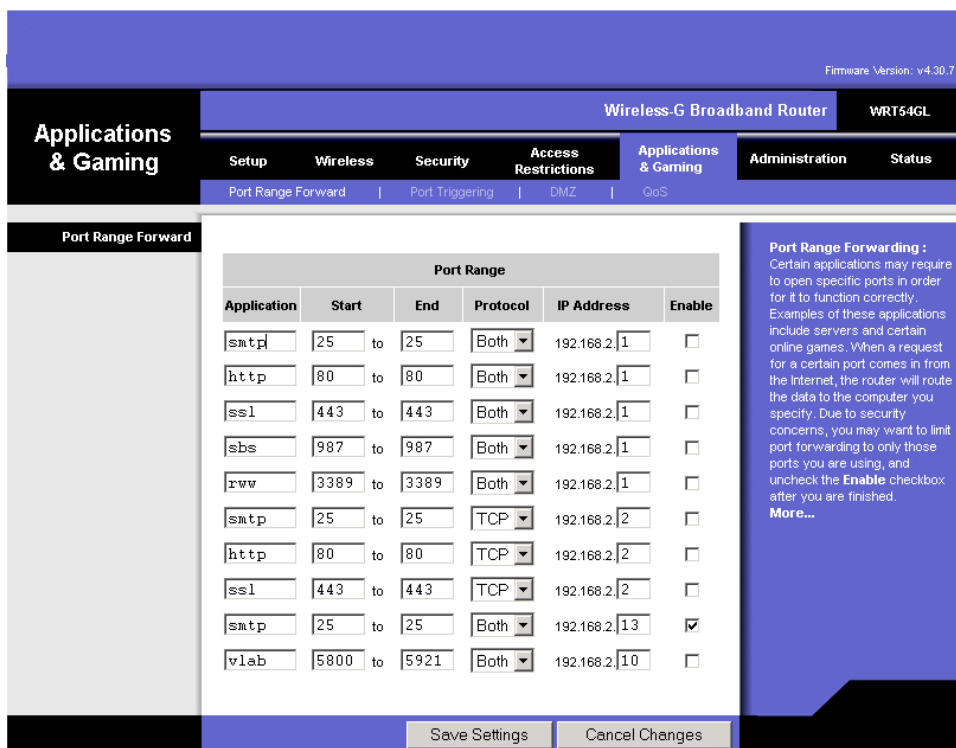 Firmware Version: v4.30.7
Wireless-G Broadband Router WRT54GL
Applications
& Gaming
Setup Wireless Security Access Restrictions Applications & Gaming Administration Status
Port Range Forward | Port Triggering | DMZ | QoS
Port Range Forward
Port Range
Application Start End Protocol IP Address Enable
smtp 25 to 25 Both 192.168.2. 1
http 80 to 80 Both 192.168.2. 1
ssl 443 to 443 Both 192.168.2. 1
sbs 987 to 987 Both 192.168.2. 1
rww 3389 to 3389 Both 192.168.2. 1
smtp 25 to 25 TCP 192.168.2. 2
http 80 to 80 TCP 192.168.2. 2
ssl 443 to 443 TCP 192.168.2. 2
smtp 25 to 25 Both 192.168.2. 13
vlab 5800 to 5921 Both 192.168.2. 10
Port Range Forwarding :
Certain applications may require
to open specific ports in order
for it to function correctly.
Examples of these applications
include servers and certain
online games. When a request
for a certain port comes in from
the Internet, the router will route
the data to the computer you
specify. Due to security
concerns, you may want to limit
port forwarding to only those
ports you are using, and
uncheck the Enable checkbox
after you are finished.
More...
Save Settings Cancel Changes